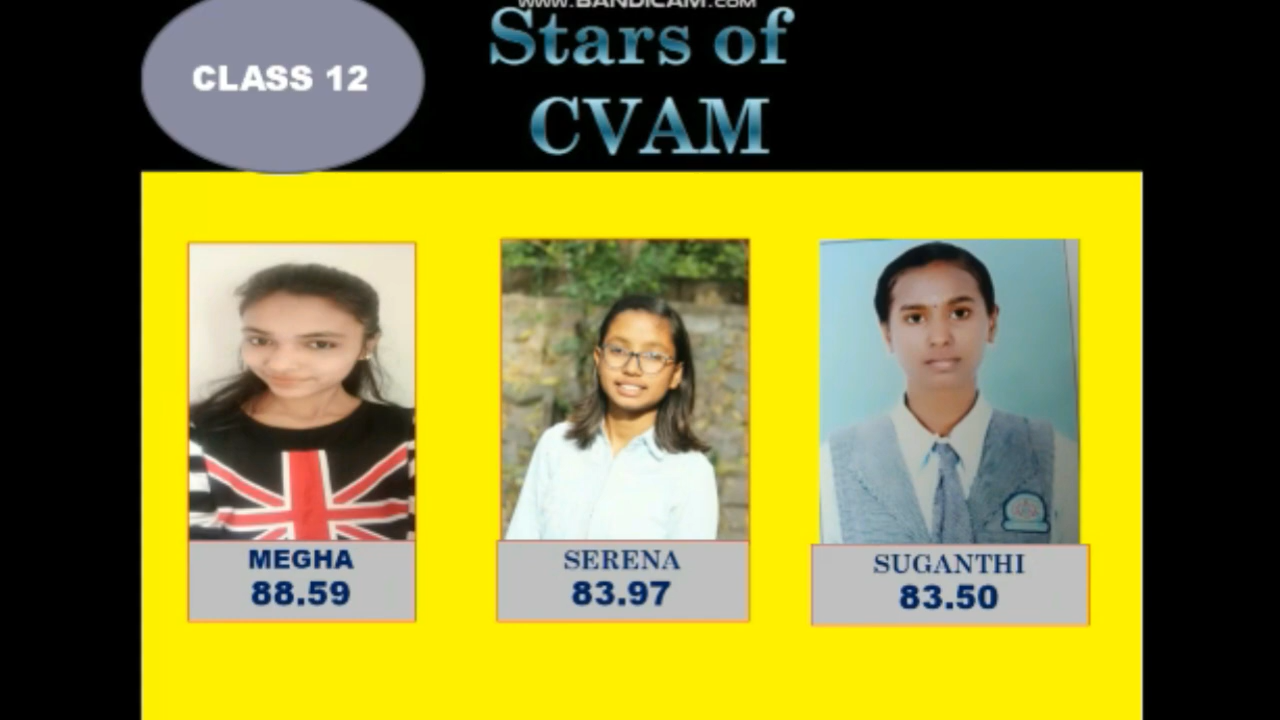 WWW.BANDICAM.COM
CLASS 12
Stars of
CVAM
MEGHA
88.59
SERENA
83.97
SUGANTHI
83.50